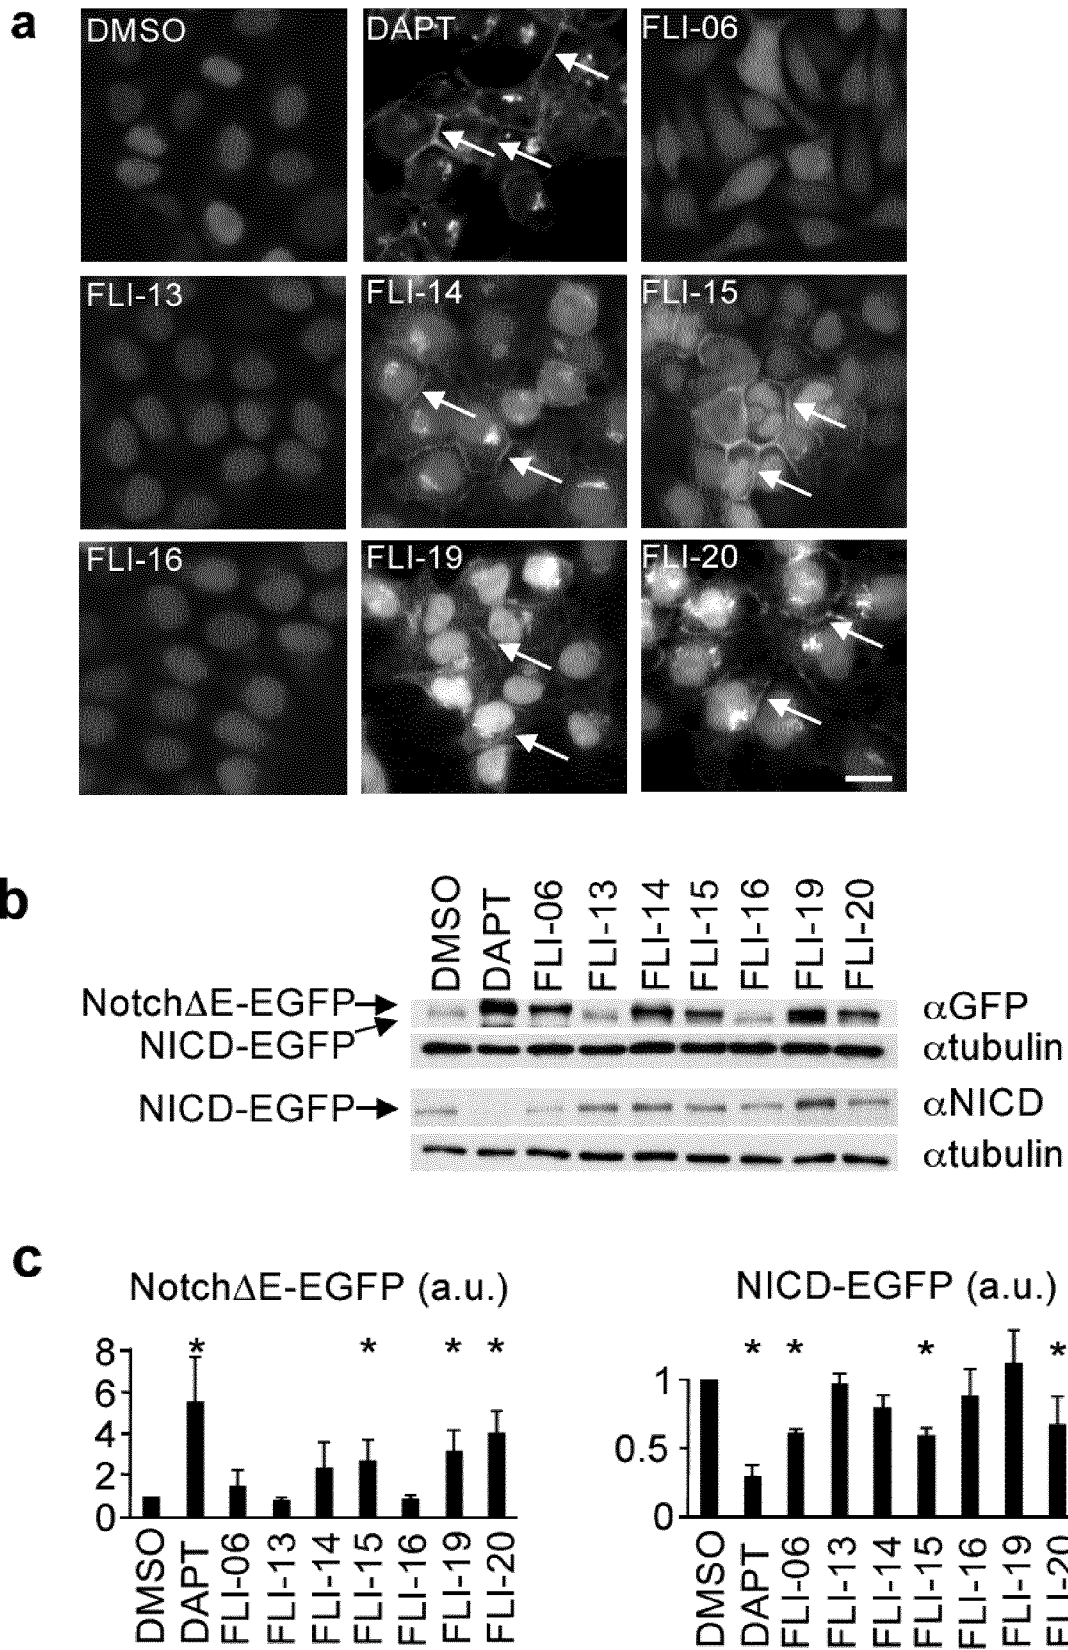 a
DMSO DAPT FLI-06
FLI-13 FLI-14 FLI-15
FLI-16 FLI-19 FLI-20
b
DMSO DAPT FLI-06 FLI-13 FLI-14 FLI-15 FLI-16 FLI-19 FLI-20
NotchΔE-EGFP αGFP
NICD-EGFP αtubulin
NICD-EGFP αNICD
αtubulin
c
NotchΔE-EGFP (a.u.)
8 * * * *
6
4
2
0
DMSO DAPT FLI-06 FLI-13 FLI-14 FLI-15 FLI-16 FLI-19 FLI-20
NICD-EGFP (a.u.)
* * * *
1
0.5
0
DMSO DAPT FLI-06 FLI-13 FLI-14 FLI-15 FLI-16 FLI-19 FLI-20